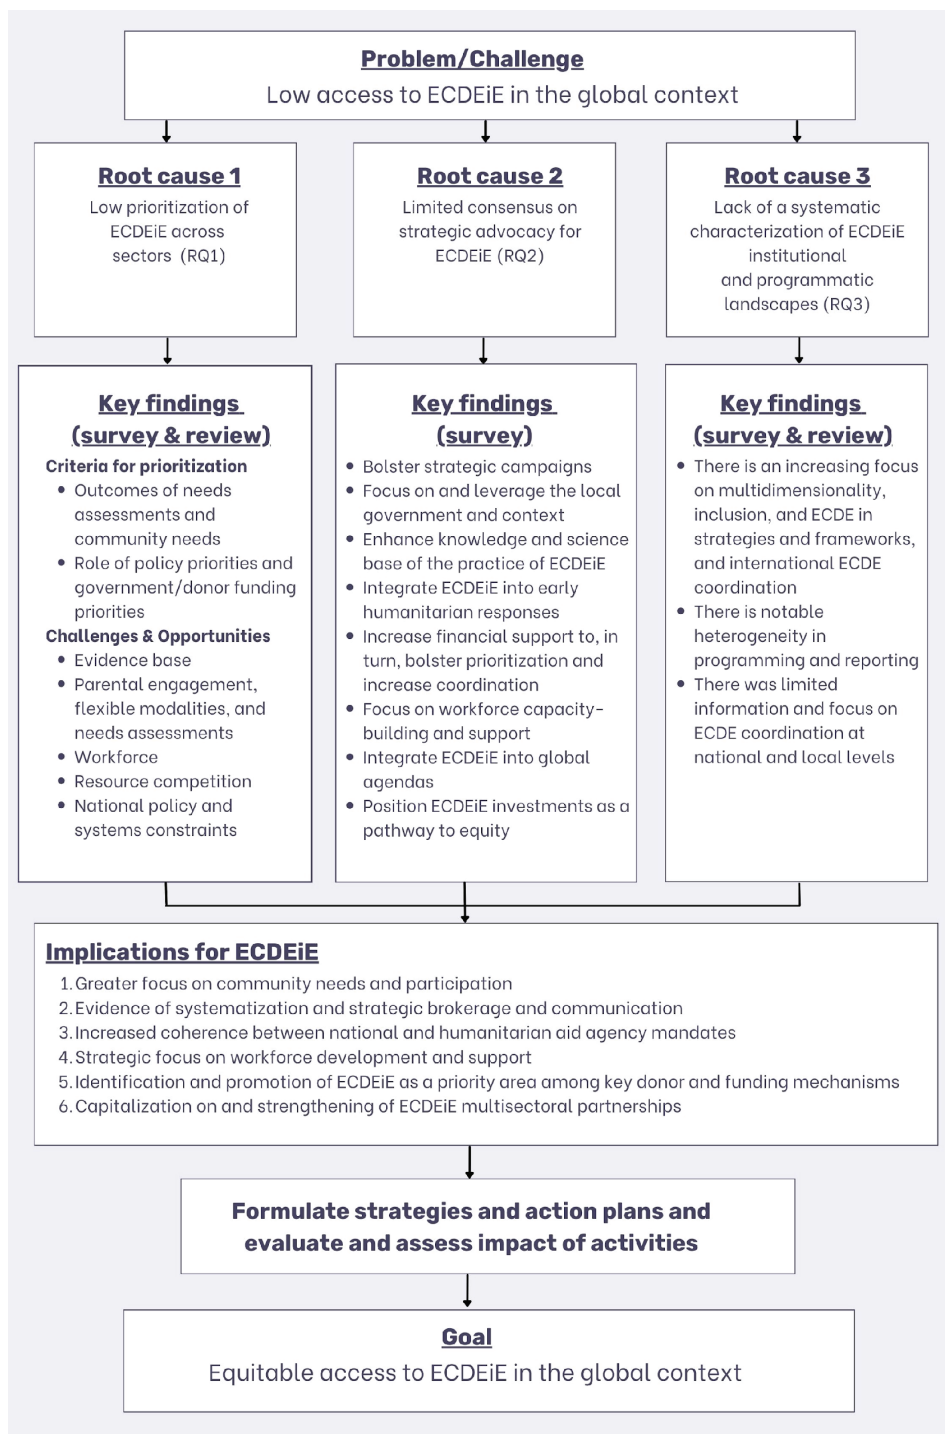 Problem/Challenge
Low access to ECDEiE in the global context
Root cause 1
Low prioritization of
ECDEiE across
sectors (RQ1)
Root cause 2
Limited consensus on
strategic advocacy for
ECDEiE (RQ2)
Root cause 3
Lack of a systematic
characterization of ECDEiE
institutional
and programmatic
landscapes (RQ3)
Key findings
(survey & review)
Criteria for prioritization
• Outcomes of needs
assessments and
community needs
• Role of policy priorities and
government/donor funding
priorities
Challenges & Opportunities
• Evidence base
• Parental engagement,
flexible modalities, and
needs assessments
• Workforce
• Resource competition
• National policy and
systems constraints
Key findings
(survey)
• Bolster strategic campaigns
• Focus on and leverage the local
government and context
• Enhance knowledge and science
base of the practice of ECDEiE
• Integrate ECDEiE into early
humanitarian responses
• Increase financial support to, in
turn, bolster prioritization and
increase coordination
• Focus on workforce capacity-
building and support
• Integrate ECDEiE into global
agendas
• Position ECDEiE investments as a
pathway to equity
Key findings
(survey & review)
• There is an increasing focus
on multidimensionality,
inclusion, and ECDE in
strategies and frameworks,
and international ECDE
coordination
• There is notable
heterogeneity in
programming and reporting
• There was limited
information and focus on
ECDE coordination at
national and local levels
Implications for ECDEiE
1. Greater focus on community needs and participation
2. Evidence of systematization and strategic brokerage and communication
3. Increased coherence between national and humanitarian aid agency mandates
4. Strategic focus on workforce development and support
5. Identification and promotion of ECDEiE as a priority area among key donor and funding mechanisms
6. Capitalization on and strengthening of ECDEiE multisectoral partnerships
Formulate strategies and action plans and
evaluate and assess impact of activities
Goal
Equitable access to ECDEiE in the global context